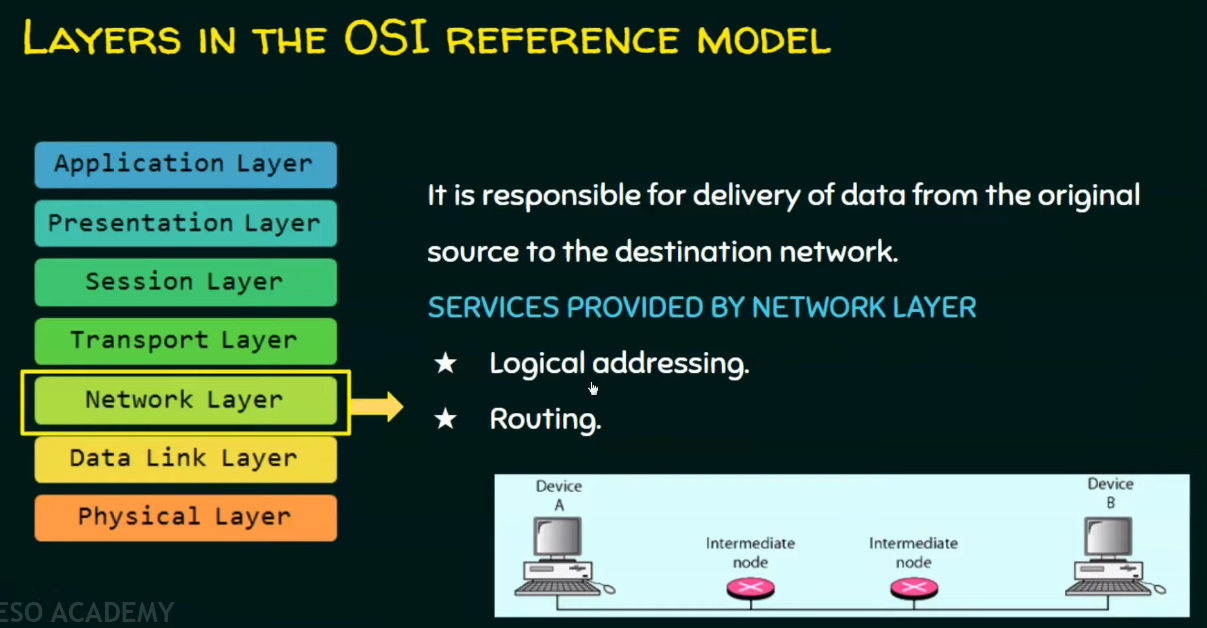 LAYERS IN THE OSI REFERENCE MODEL
Application Layer
Presentation Layer
Session Layer
Transport Layer
Network Layer
Data Link Layer
Physical Layer
It is responsible for delivery of data from the original
source to the destination network.
SERVICES PROVIDED BY NETWORK LAYER
★ Logical addressing.
★ Routing.
Device
A
Intermediate
node
Intermediate
node
Device
B
ESO ACADEMY